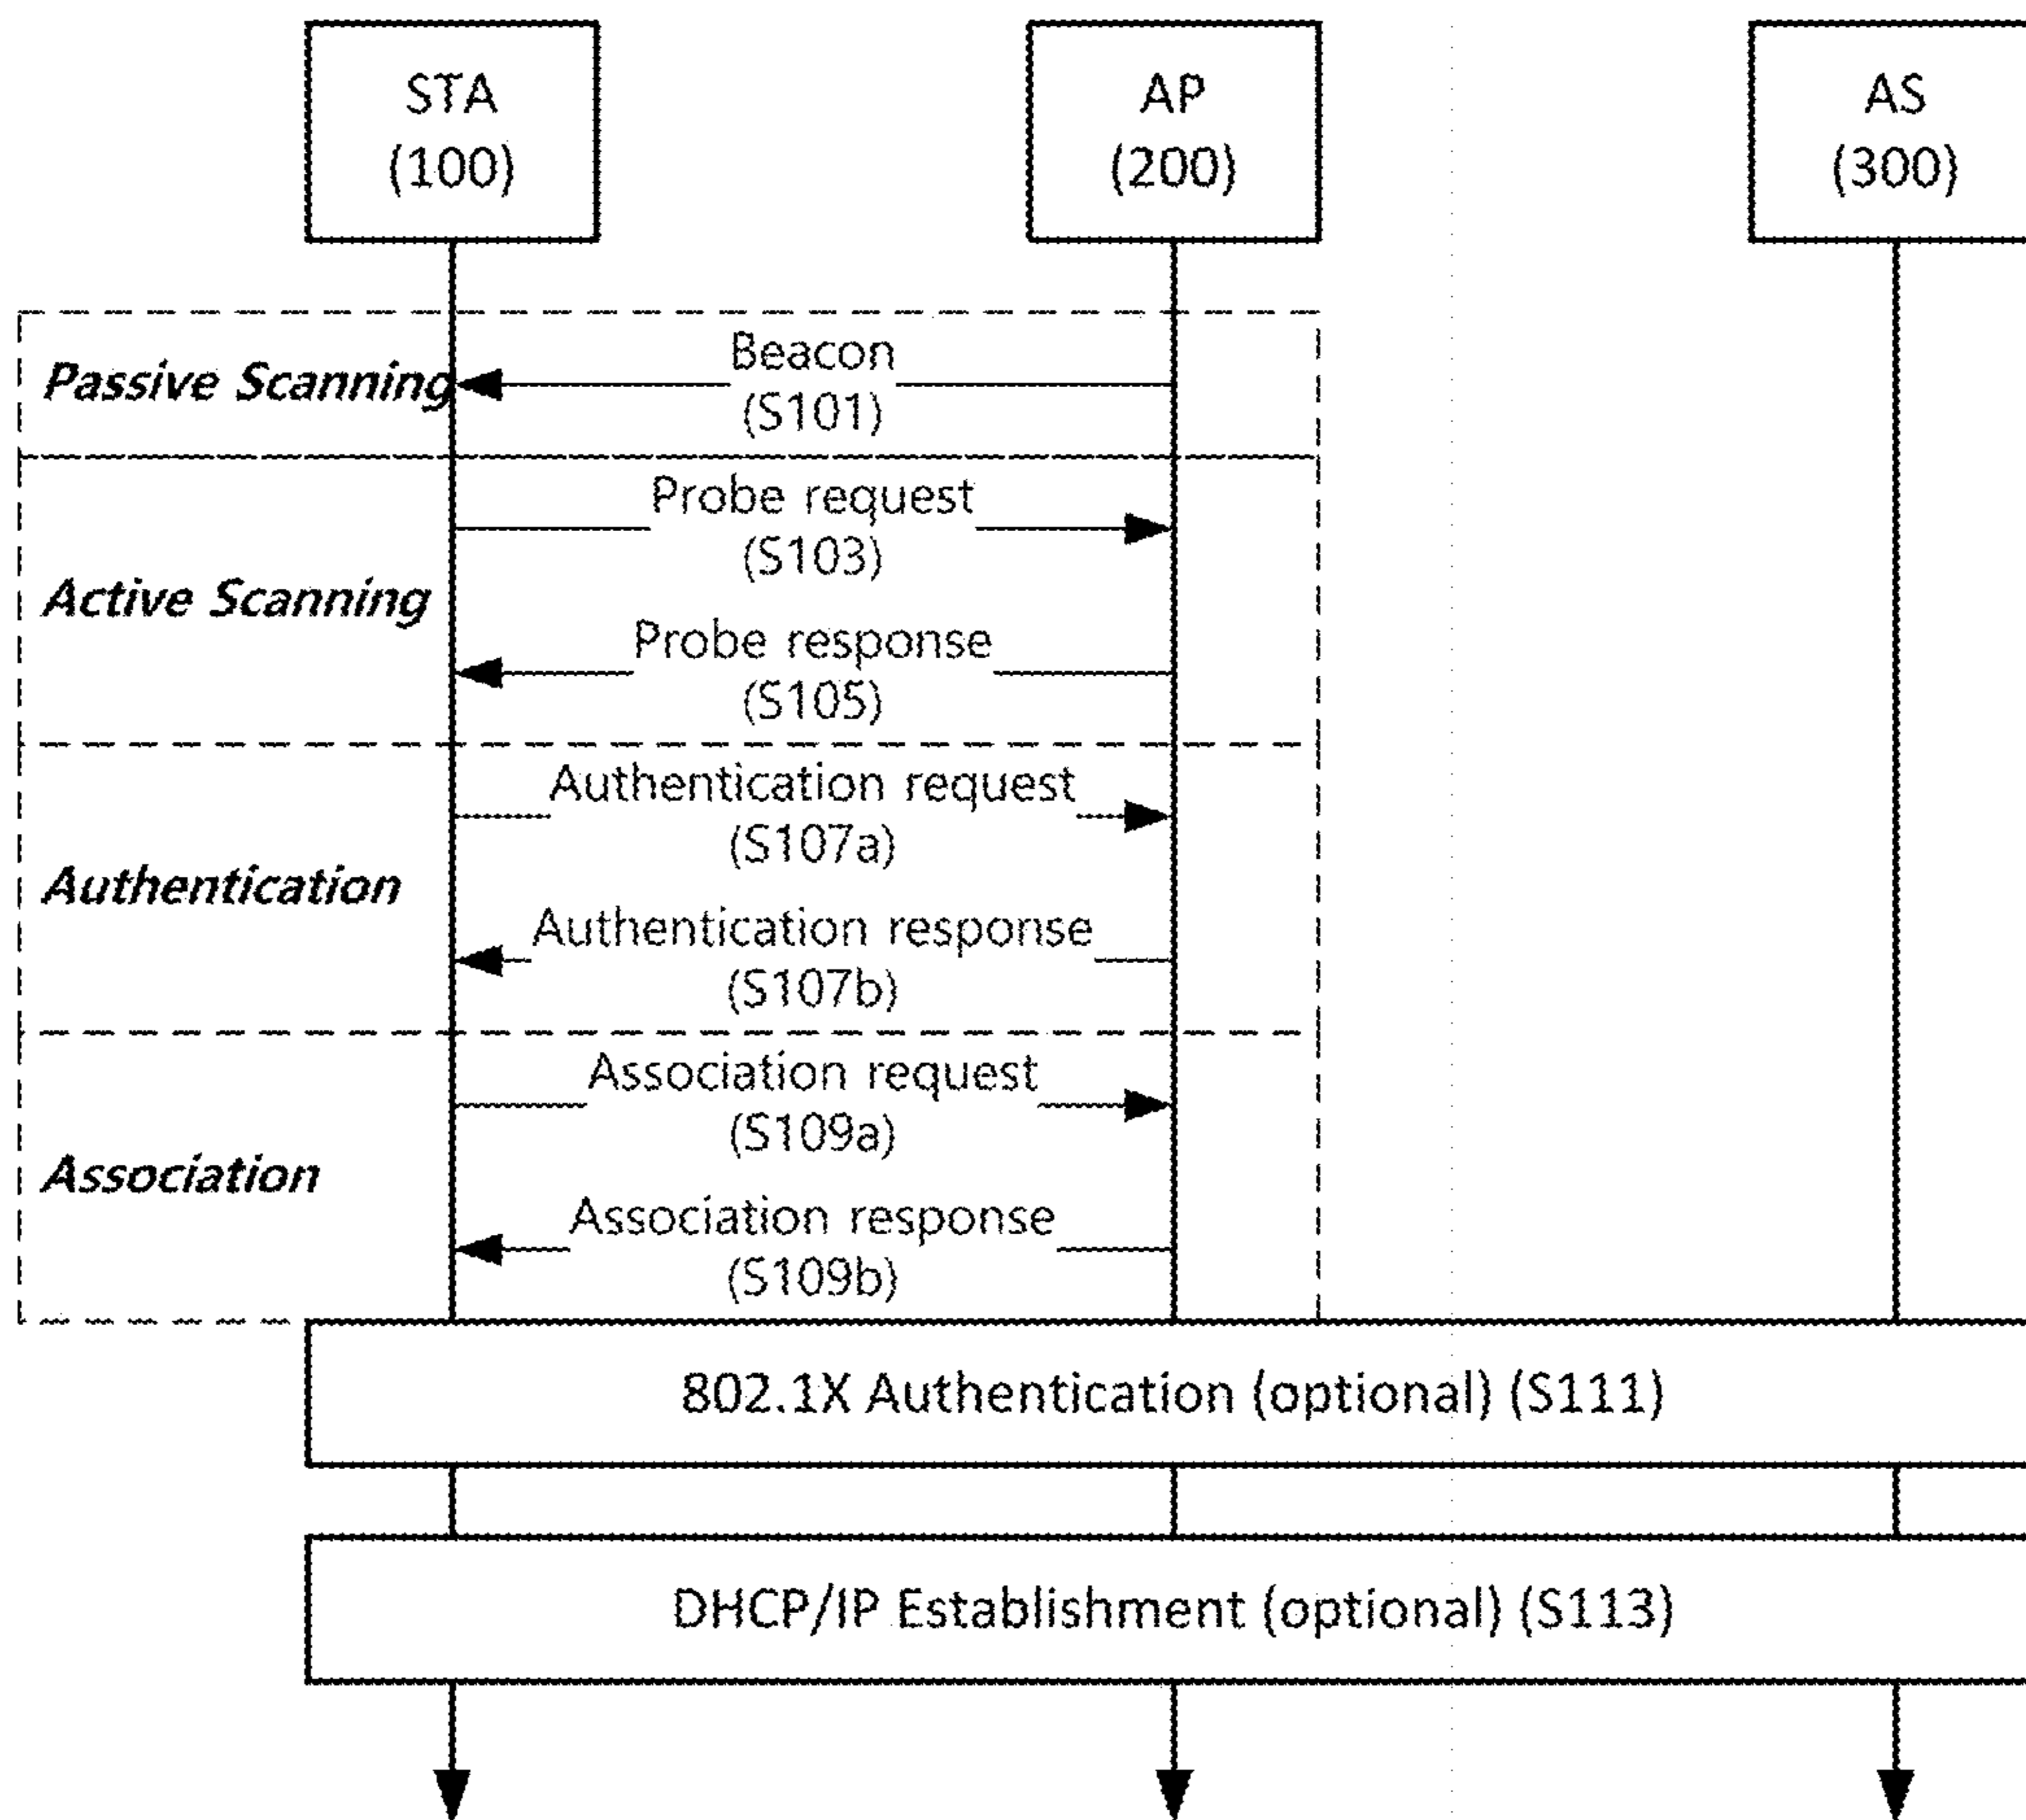 STA
(100)
AP
(200)
AS
(300)
Passive Scanning
Beacon
(S101)
Active Scanning
Probe request
(S103)
Probe response
(S105)
Authentication
Authentication request
(S107a)
Authentication response
(S107b)
Association
Association request
(S109a)
Association response
(S109b)
802.1X Authentication (optional) (S111)
DHCP/IP Establishment (optional) (S113)